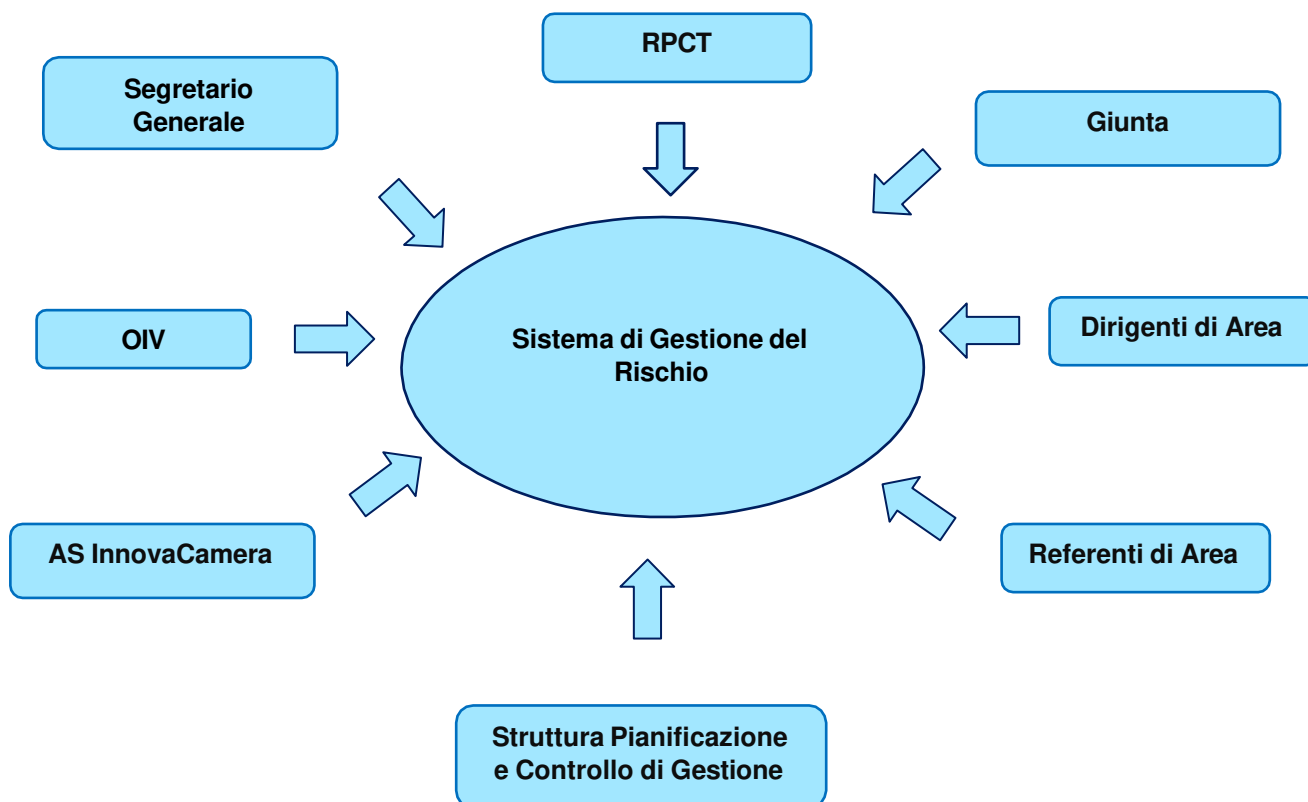 RPCT
Segretario
Generale
Giunta
OIV
Sistema di Gestione del
Rischio
Dirigenti di Area
AS InnovaCamera
Referenti di Area
Struttura Pianificazione
e Controllo di Gestione